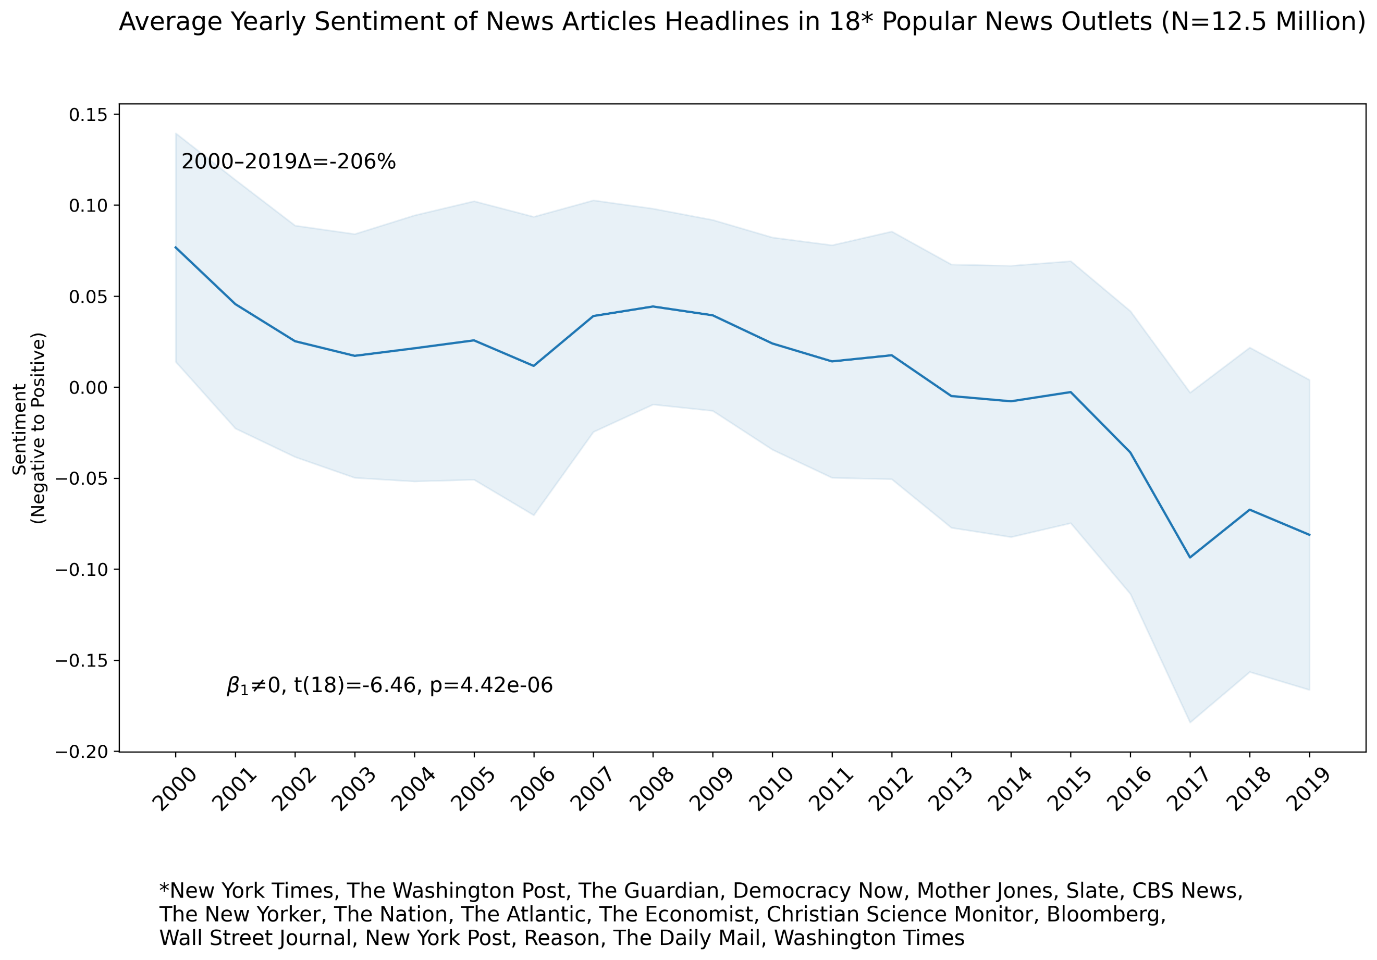 Average Yearly Sentiment of News Articles Headlines in 18* Popular News Outlets (N=12.5 Million)
0.15
2000–2019Δ=-206%
0.10
0.05
0.00
−0.05
−0.10
−0.15
−0.20
Sentiment
(Negative to Positive)
β₁≠0, t(18)=-6.46, p=4.42e-06
2000 2001 2002 2003 2004 2005 2006 2007 2008 2009 2010 2011 2012 2013 2014 2015 2016 2017 2018 2019
*New York Times, The Washington Post, The Guardian, Democracy Now, Mother Jones, Slate, CBS News,
The New Yorker, The Nation, The Atlantic, The Economist, Christian Science Monitor, Bloomberg,
Wall Street Journal, New York Post, Reason, The Daily Mail, Washington Times